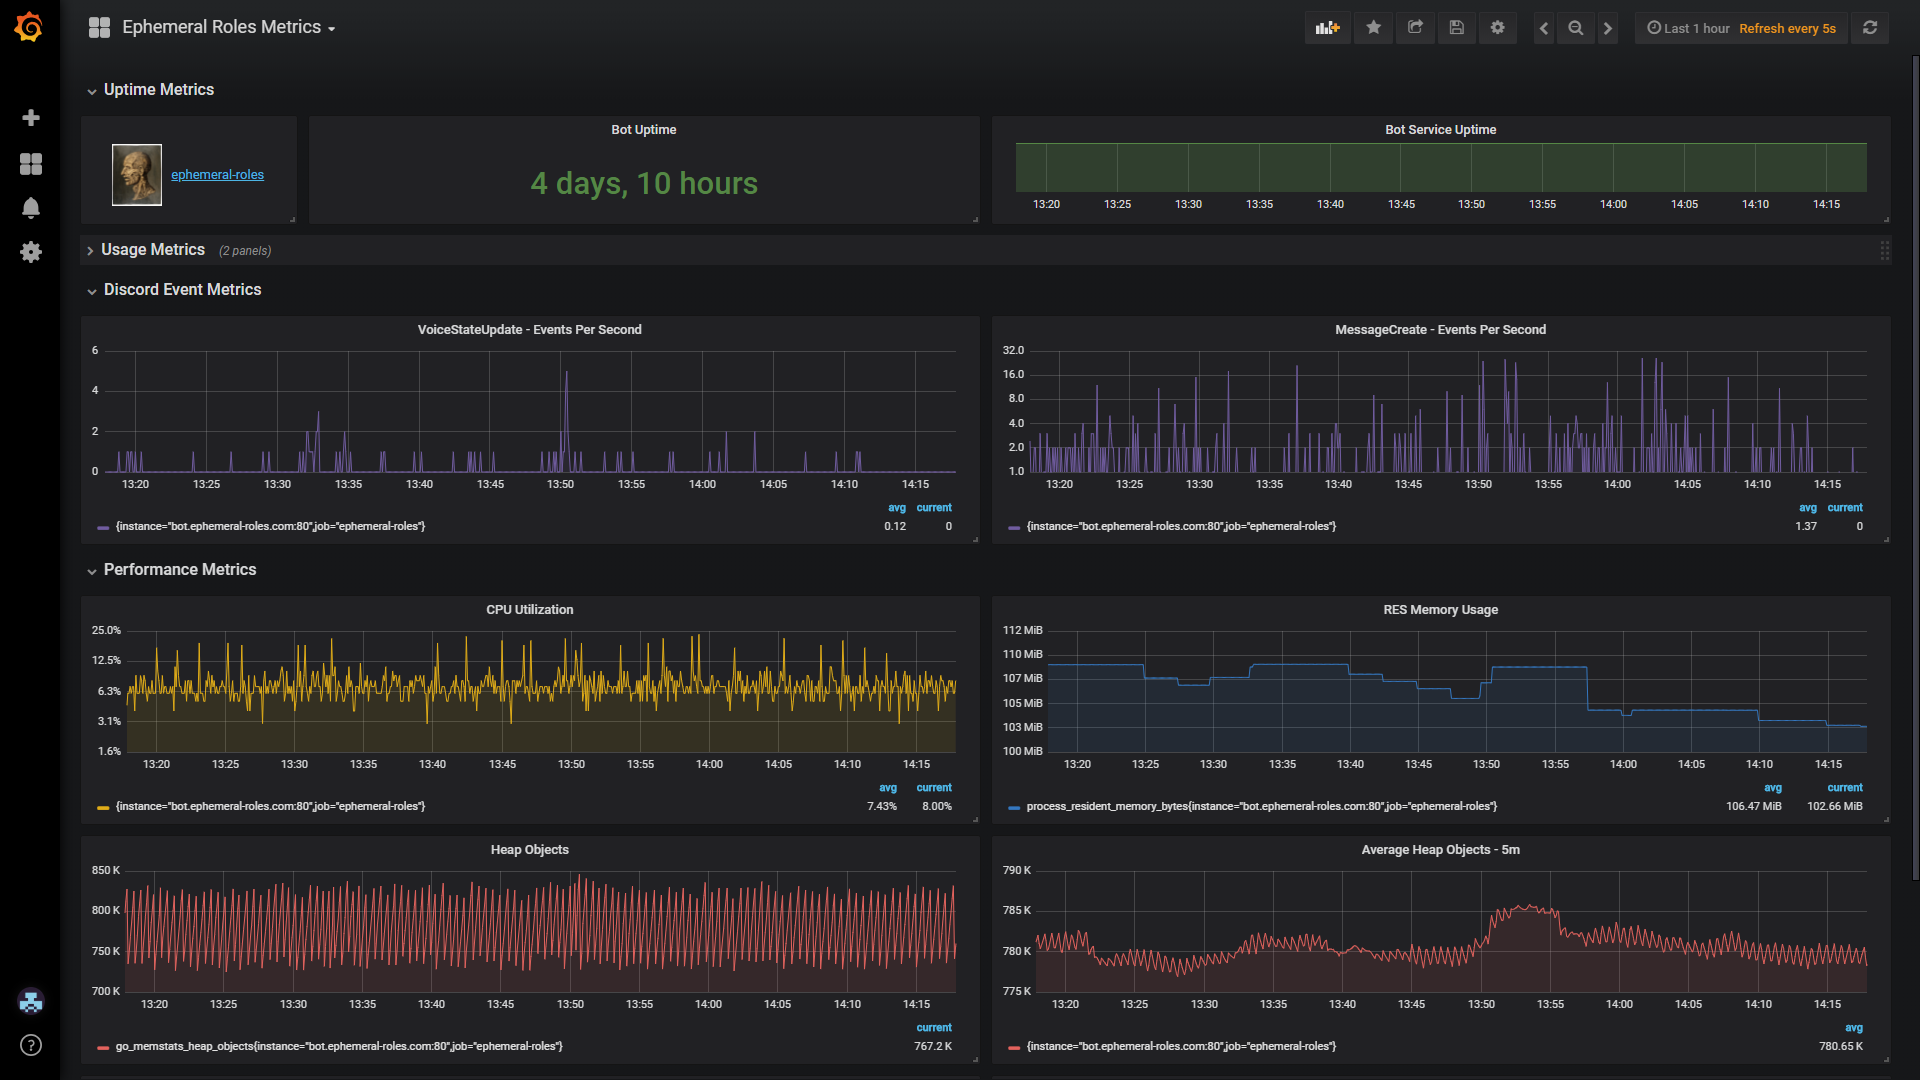 Ephemeral Roles Metrics
Last 1 hour Refresh every 5s
Uptime Metrics
ephemeral-roles
Bot Uptime
4 days, 10 hours
Bot Service Uptime
13:20 13:25 13:30 13:35 13:40 13:45 13:50 13:55 14:00 14:05 14:10 14:15
Usage Metrics (2 panels)
Discord Event Metrics
VoiceStateUpdate - Events Per Second
6
4
2
0
13:20 13:25 13:30 13:35 13:40 13:45 13:50 13:55 14:00 14:05 14:10 14:15
avg current
{instance="bot.ephemeral-roles.com:80",job="ephemeral-roles"} 0.12 0
MessageCreate - Events Per Second
32.0
16.0
8.0
4.0
2.0
1.0
13:20 13:25 13:30 13:35 13:40 13:45 13:50 13:55 14:00 14:05 14:10 14:15
avg current
{instance="bot.ephemeral-roles.com:80",job="ephemeral-roles"} 1.37 0
Performance Metrics
CPU Utilization
25.0%
12.5%
6.3%
3.1%
1.6%
13:20 13:25 13:30 13:35 13:40 13:45 13:50 13:55 14:00 14:05 14:10 14:15
avg current
{instance="bot.ephemeral-roles.com:80",job="ephemeral-roles"} 7.43% 8.00%
RES Memory Usage
112 MiB
110 MiB
107 MiB
105 MiB
103 MiB
100 MiB
13:20 13:25 13:30 13:35 13:40 13:45 13:50 13:55 14:00 14:05 14:10 14:15
avg current
process_resident_memory_bytes{instance="bot.ephemeral-roles.com:80",job="ephemeral-roles"} 106.47 MiB 102.66 MiB
Heap Objects
850 K
800 K
750 K
700 K
13:20 13:25 13:30 13:35 13:40 13:45 13:50 13:55 14:00 14:05 14:10 14:15
current
go_memstats_heap_objects{instance="bot.ephemeral-roles.com:80",job="ephemeral-roles"} 767.2 K
Average Heap Objects - 5m
790 K
785 K
780 K
775 K
13:20 13:25 13:30 13:35 13:40 13:45 13:50 13:55 14:00 14:05 14:10 14:15
avg
{instance="bot.ephemeral-roles.com:80",job="ephemeral-roles"} 780.65 K